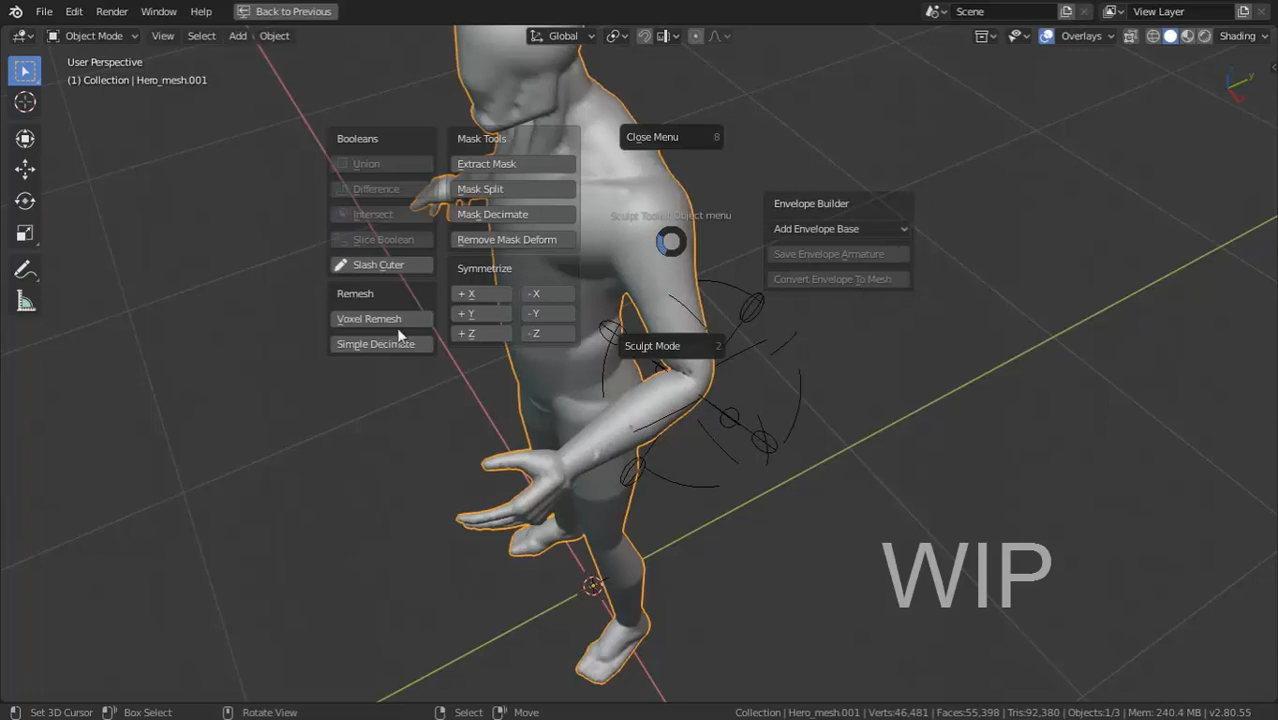 File Edit Render Window Help Back to Previous Scene View Layer
Object Mode View Select Add Object Global Overlays Shading
User Perspective
(1) Collection | Hero_mesh.001
Booleans
Union
Difference
Intersect
Slice Boolean
Slash Cuter
Remesh
Voxel Remesh
Simple Decimate
Mask Tools
Extract Mask
Mask Split
Mask Decimate
Remove Mask Deform
Symmetrize
+ X - X
+ Y - Y
+ Z - Z
Close Menu 8
Object menu
Sculpt Mode 2
Envelope Builder
Add Envelope Base
Save Envelope Armature
Convert Envelope To Mesh
y
WIP
Set 3D Cursor Box Select Rotate View Select Move Collection | Hero_mesh.001 | Verts:46,481 | Faces:55,398 | Tris:92,380 | Objects:1/3 | Mem: 240.4 MB | v2.80.55